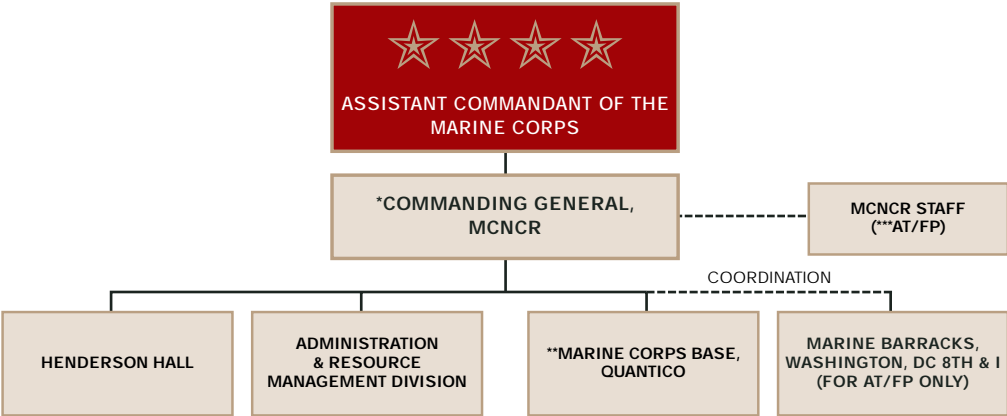 ASSISTANT COMMANDANT OF THE
MARINE CORPS
*COMMANDING GENERAL,
MCNCR
MCNCR STAFF
(***AT/FP)
COORDINATION
HENDERSON HALL
ADMINISTRATION
& RESOURCE
MANAGEMENT DIVISION
**MARINE CORPS BASE,
QUANTICO
MARINE BARRACKS,
WASHINGTON, DC 8TH & I
(FOR AT/FP ONLY)